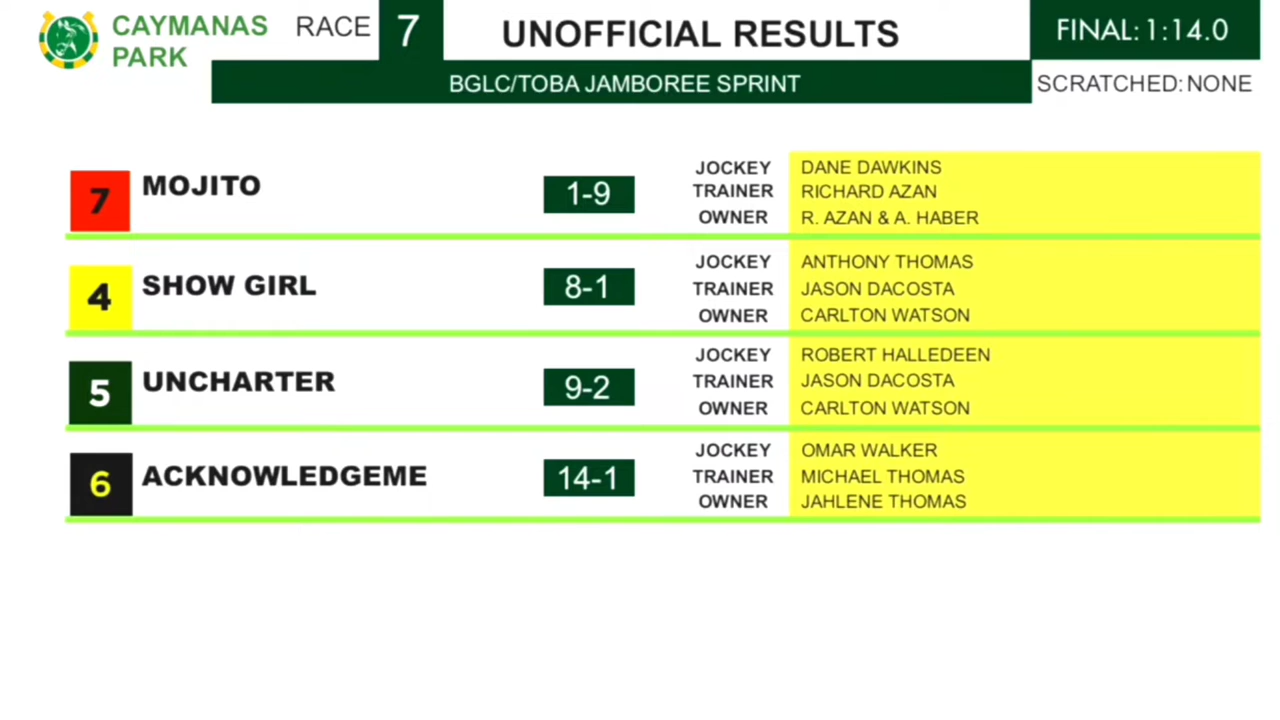 CAYMANAS PARK
RACE 7
UNOFFICIAL RESULTS
FINAL: 1:14.0
BGLC/TOBA JAMBOREE SPRINT
SCRATCHED: NONE
7 MOJITO 1-9
JOCKEY DANE DAWKINS
TRAINER RICHARD AZAN
OWNER R. AZAN & A. HABER
4 SHOW GIRL 8-1
JOCKEY ANTHONY THOMAS
TRAINER JASON DACOSTA
OWNER CARLTON WATSON
5 UNCHARTER 9-2
JOCKEY ROBERT HALLEDEEN
TRAINER JASON DACOSTA
OWNER CARLTON WATSON
6 ACKNOWLEDGEME 14-1
JOCKEY OMAR WALKER
TRAINER MICHAEL THOMAS
OWNER JAHLENE THOMAS